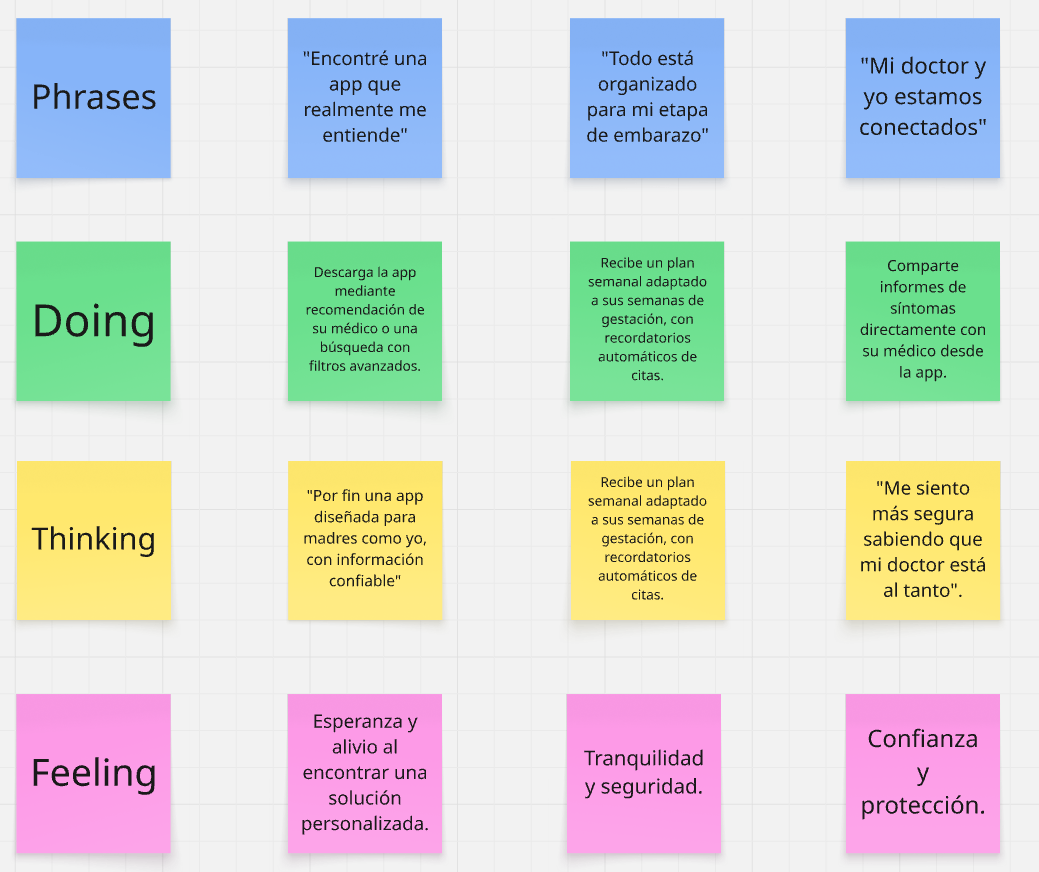 Phrases
"Encontré una
app que
realmente me
entiende"
"Todo está
organizado
para mi etapa
de embarazo"
"Mi doctor y
yo estamos
conectados"
Doing
Descarga la app
mediante
recomendación de
su médico o una
búsqueda con
filtros avanzados.
Recibe un plan
semanal adaptado
a sus semanas de
gestación, con
recordatorios
automáticos de
citas.
Comparte
informes de
síntomas
directamente con
su médico desde
la app.
Thinking
"Por fin una app
diseñada para
madres como yo,
con información
confiable"
Recibe un plan
semanal adaptado
a sus semanas de
gestación, con
recordatorios
automáticos de
citas.
"Me siento
más segura
sabiendo que
mi doctor está
al tanto".
Feeling
Esperanza y
alivio al
encontrar una
solución
personalizada.
Tranquilidad
y seguridad.
Confianza
y
protección.